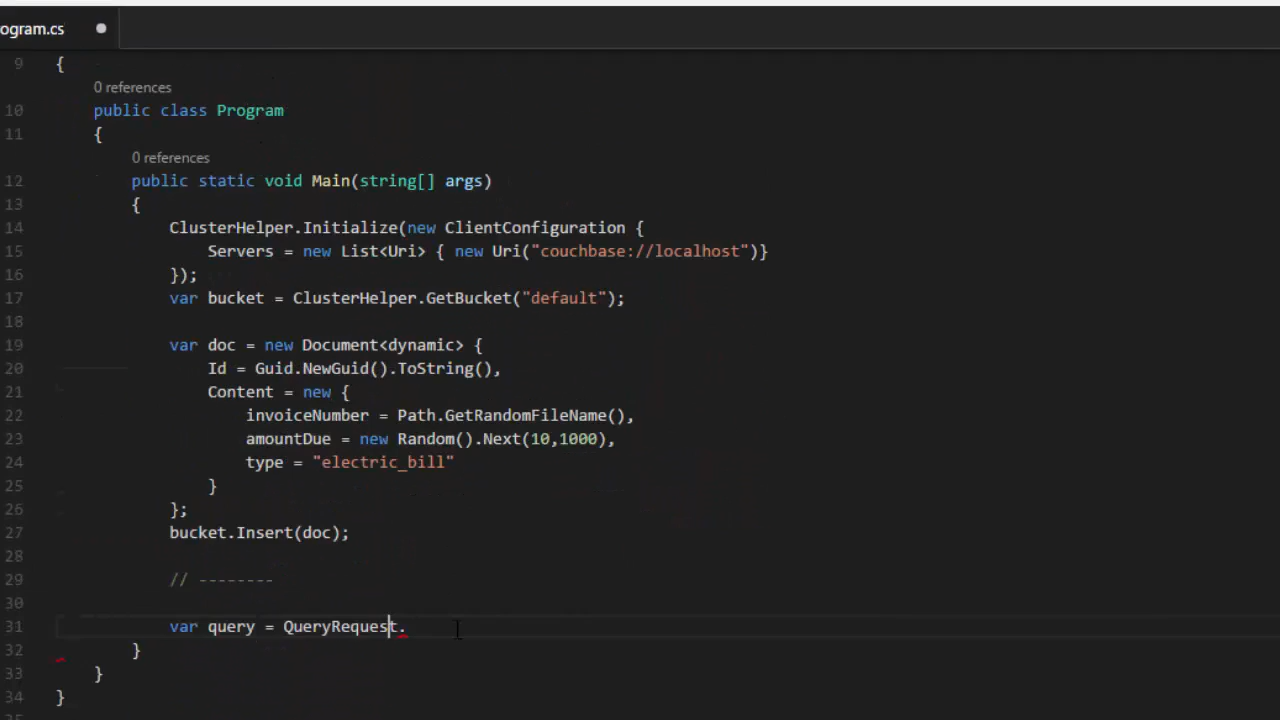 ogram.cs
9 {
0 references
10 public class Program
11 {
0 references
12 public static void Main(string[] args)
13 {
14 ClusterHelper.Initialize(new ClientConfiguration {
15 Servers = new List<Uri> { new Uri("couchbase://localhost")}
16 });
17 var bucket = ClusterHelper.GetBucket("default");
18
19 var doc = new Document<dynamic> {
20 Id = Guid.NewGuid().ToString(),
21 Content = new {
22 invoiceNumber = Path.GetRandomFileName(),
23 amountDue = new Random().Next(10,1000),
24 type = "electric_bill"
25 }
26 };
27 bucket.Insert(doc);
28
29 // --------
30
31 var query = QueryRequest.
32 }
33 }
34 }
35